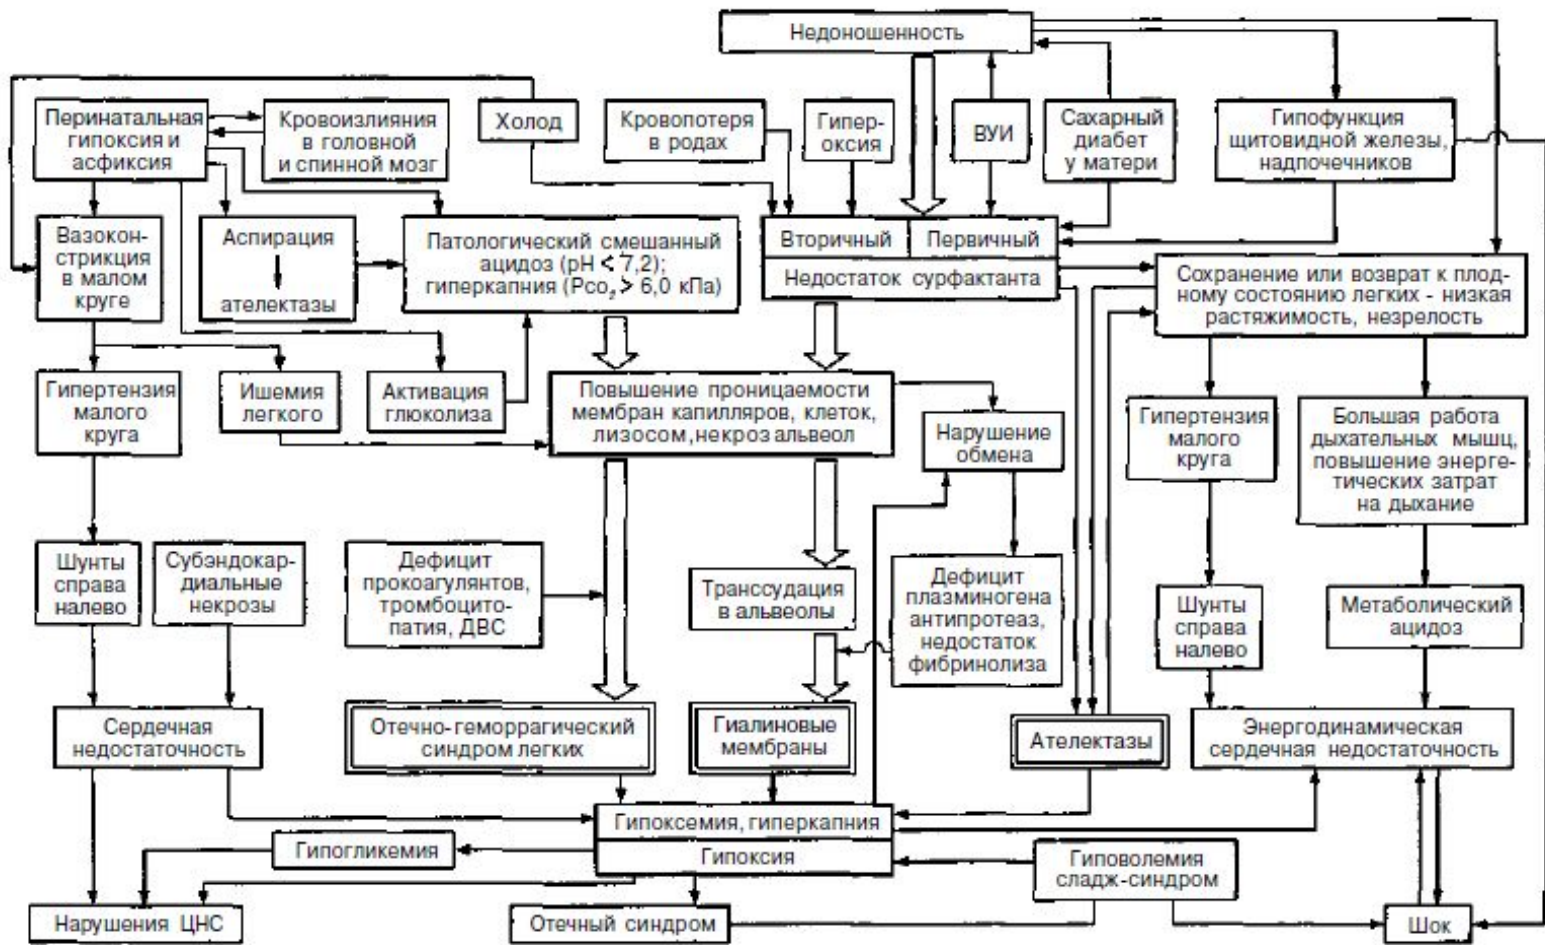 Недоношенность
Перинатальная
гипоксия и
асфиксия
Кровоизлияния
в головной
и спинной мозг
Холод
Кровопотеря
в родах
Гипер-
оксия
ВУИ
Сахарный
диабет
у матери
Гипофункция
щитовидной железы,
надпочечников
Вазокон-
стрикция
в малом
круге
Аспирация
ателектазы
Патологический смешанный
ацидоз (pH < 7,2);
гиперкапния (Pco₂ > 6,0 кПа)
Вторичный
Первичный
Недостаток сурфактанта
Сохранение или возврат к плод-
ному состоянию легких - низкая
растяжимость, незрелость
Гипертензия
малого
круга
Ишемия
легкого
Активация
глюколиза
Повышение проницаемости
мембран капилляров, клеток,
лизосом, некроз альвеол
Нарушение
обмена
Гипертензия
малого
круга
Большая работа
дыхательных мышц,
повышение энерге-
тических затрат
на дыхание
Шунты
справа
налево
Субэндокар-
диальные
некрозы
Дефицит
прокоагулянтов,
тромбоцито-
патия, ДВС
Транссудация
в альвеолы
Дефицит
плазминогена
антипротеаз,
недостаток
фибринолиза
Шунты
справа
налево
Метаболический
ацидоз
Сердечная
недостаточность
Отечно-геморрагический
синдром легких
Гиалиновые
мембраны
Ателектазы
Энергодинамическая
сердечная недостаточность
Гипоксемия, гиперкапния
Гипоксия
Гипогликемия
Гиповолемия
сладж-синдром
Нарушения ЦНС
Отечный синдром
Шок